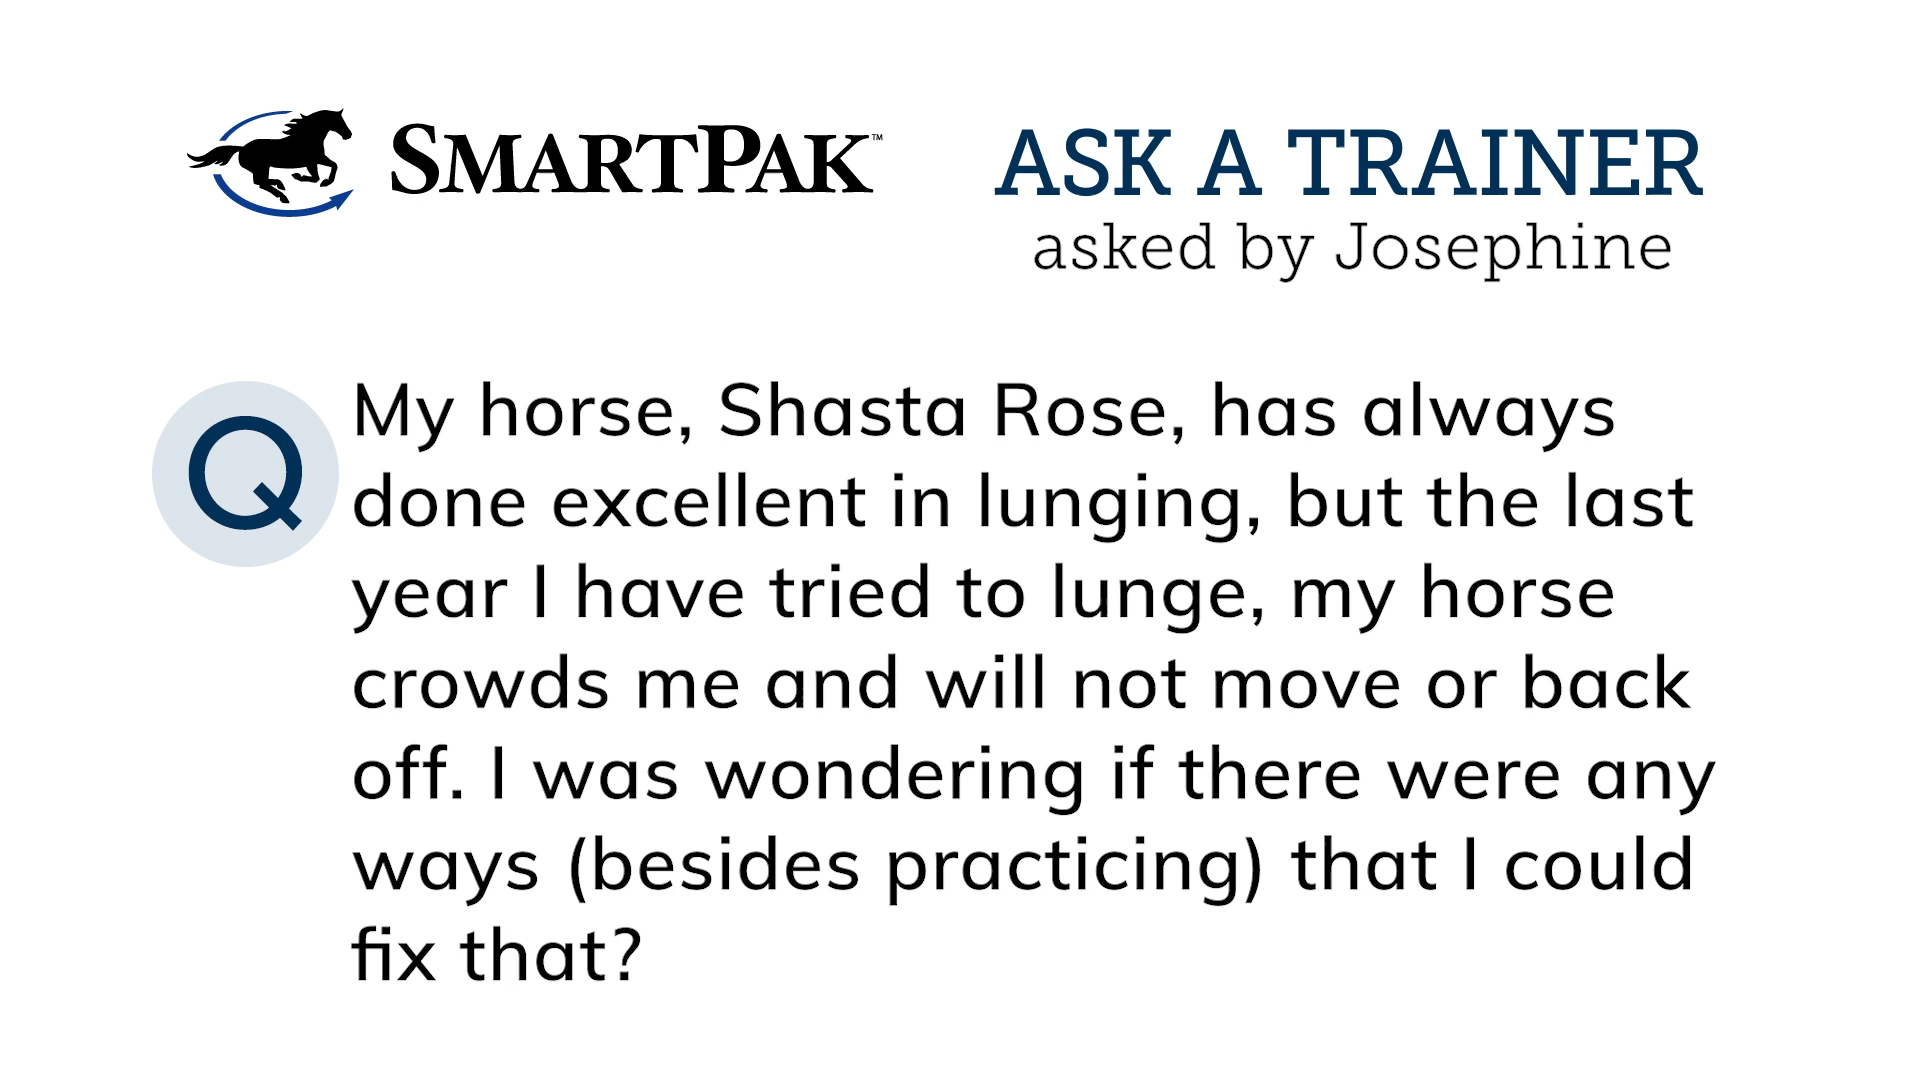 SMARTPAK™
ASK A TRAINER
asked by Josephine
Q
My horse, Shasta Rose, has always
done excellent in lunging, but the last
year I have tried to lunge, my horse
crowds me and will not move or back
off. I was wondering if there were any
ways (besides practicing) that I could
fix that?